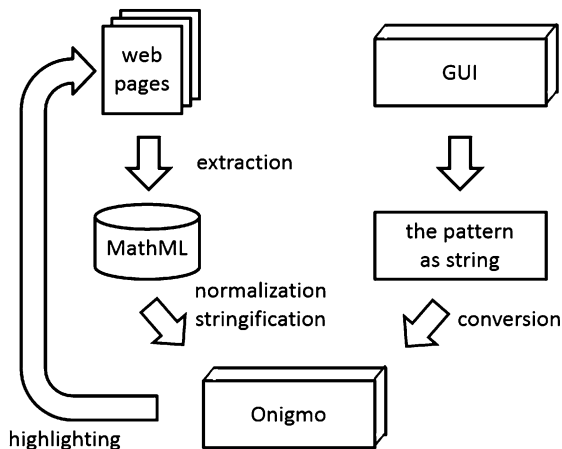 web
pages
GUI
extraction
MathML
the pattern
as string
normalization
stringification
conversion
Onigmo
highlighting